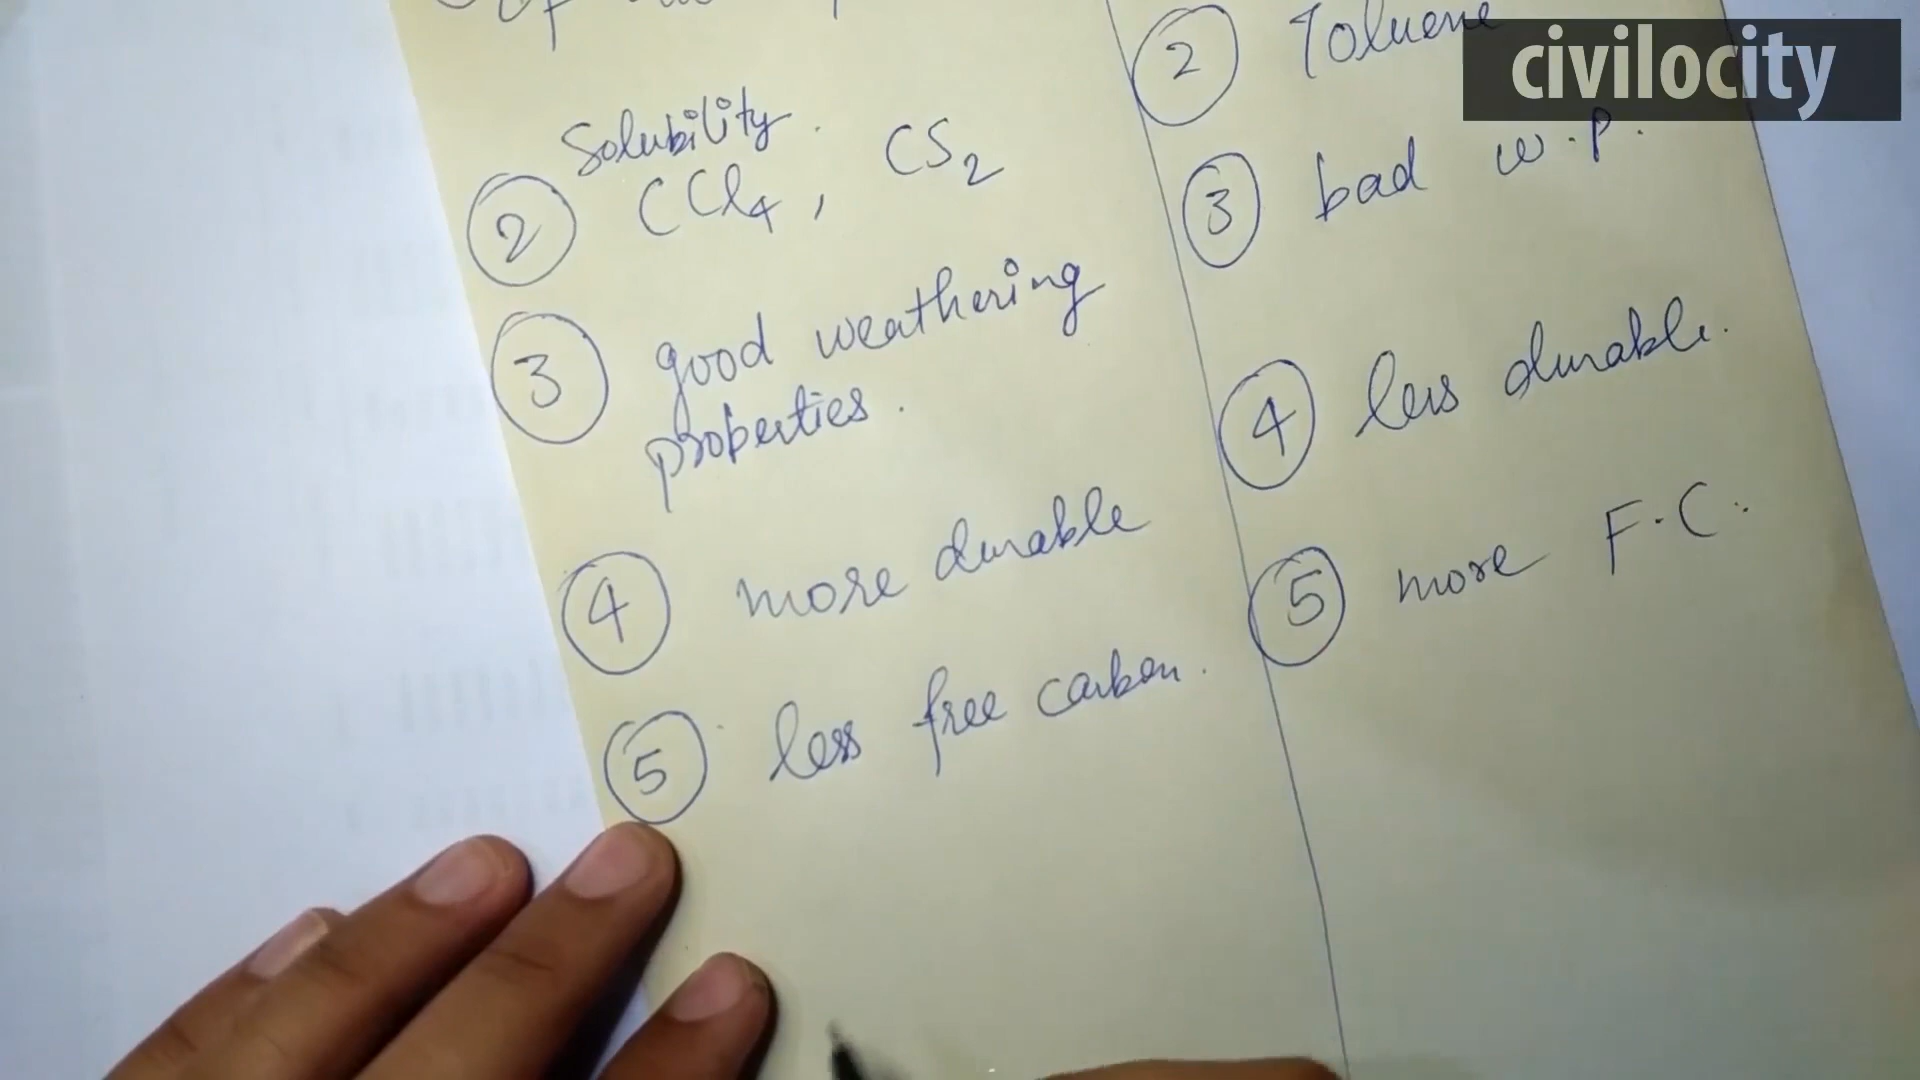 of
Solubility.
② CCl4, CS2
③ good weathering
properties.
④ more durable
⑤ less free carbon.
② Toluene
③ bad w.p.
④ less durable.
⑤ more F.C.
civilocity